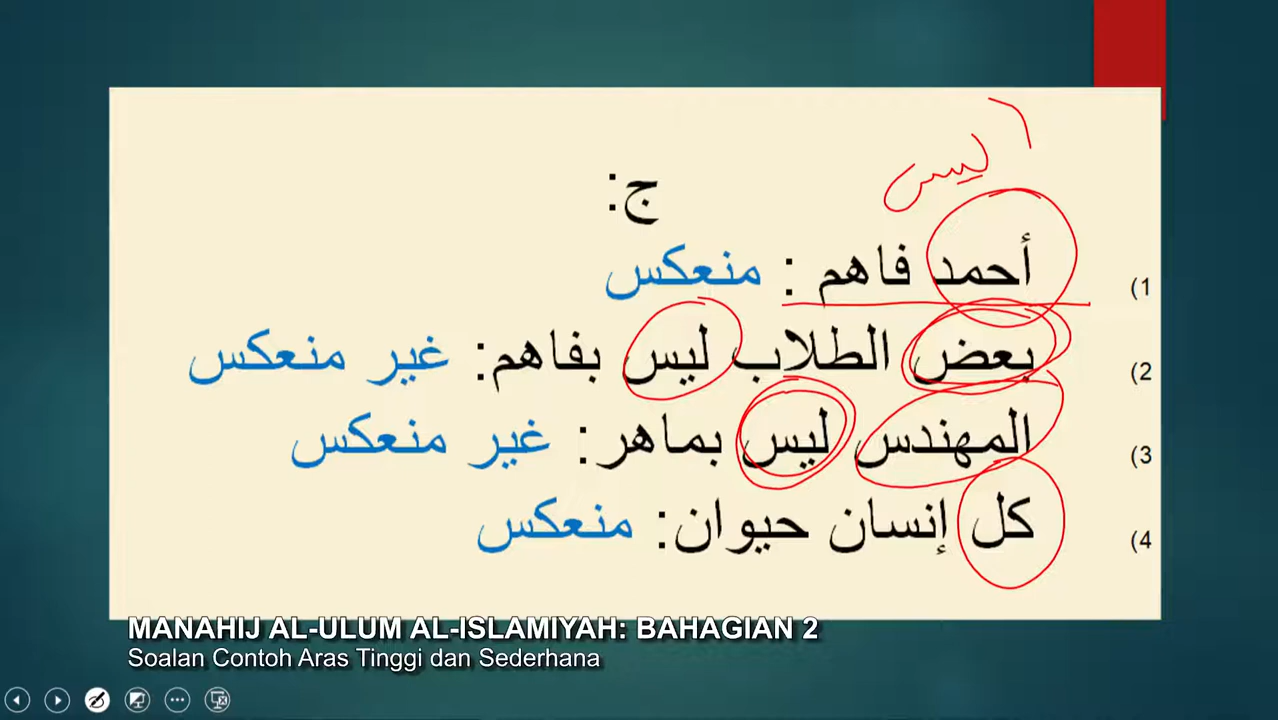 ليس
ج:
1) أحمد فاهم : منعكس
2) بعض الطلاب ليس بفاهم: غير منعكس
3) المهندس ليس بماهر: غير منعكس
4) كل إنسان حيوان: منعكس
MANAHIJ AL-ULUM AL-ISLAMIYAH: BAHAGIAN 2
Soalan Contoh Aras Tinggi dan Sederhana